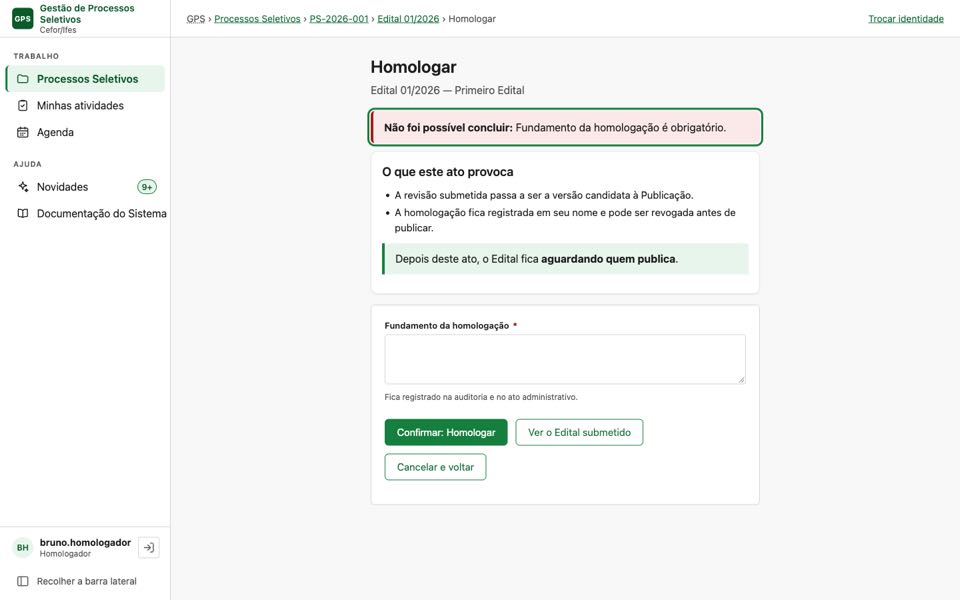 GPS
Gestão de Processos
Seletivos
Cefor/Ifes
GPS › Processos Seletivos › PS-2026-001 › Edital 01/2026 › Homologar
Trocar identidade
TRABALHO
Processos Seletivos
Minhas atividades
Agenda
AJUDA
Novidades 9+
Documentação do Sistema
Homologar
Edital 01/2026 — Primeiro Edital
Não foi possível concluir: Fundamento da homologação é obrigatório.
O que este ato provoca
• A revisão submetida passa a ser a versão candidata à Publicação.
• A homologação fica registrada em seu nome e pode ser revogada antes de
publicar.
Depois deste ato, o Edital fica aguardando quem publica.
Fundamento da homologação *
Fica registrado na auditoria e no ato administrativo.
Confirmar: Homologar
Ver o Edital submetido
Cancelar e voltar
BH
bruno.homologador
Homologador
Recolher a barra lateral